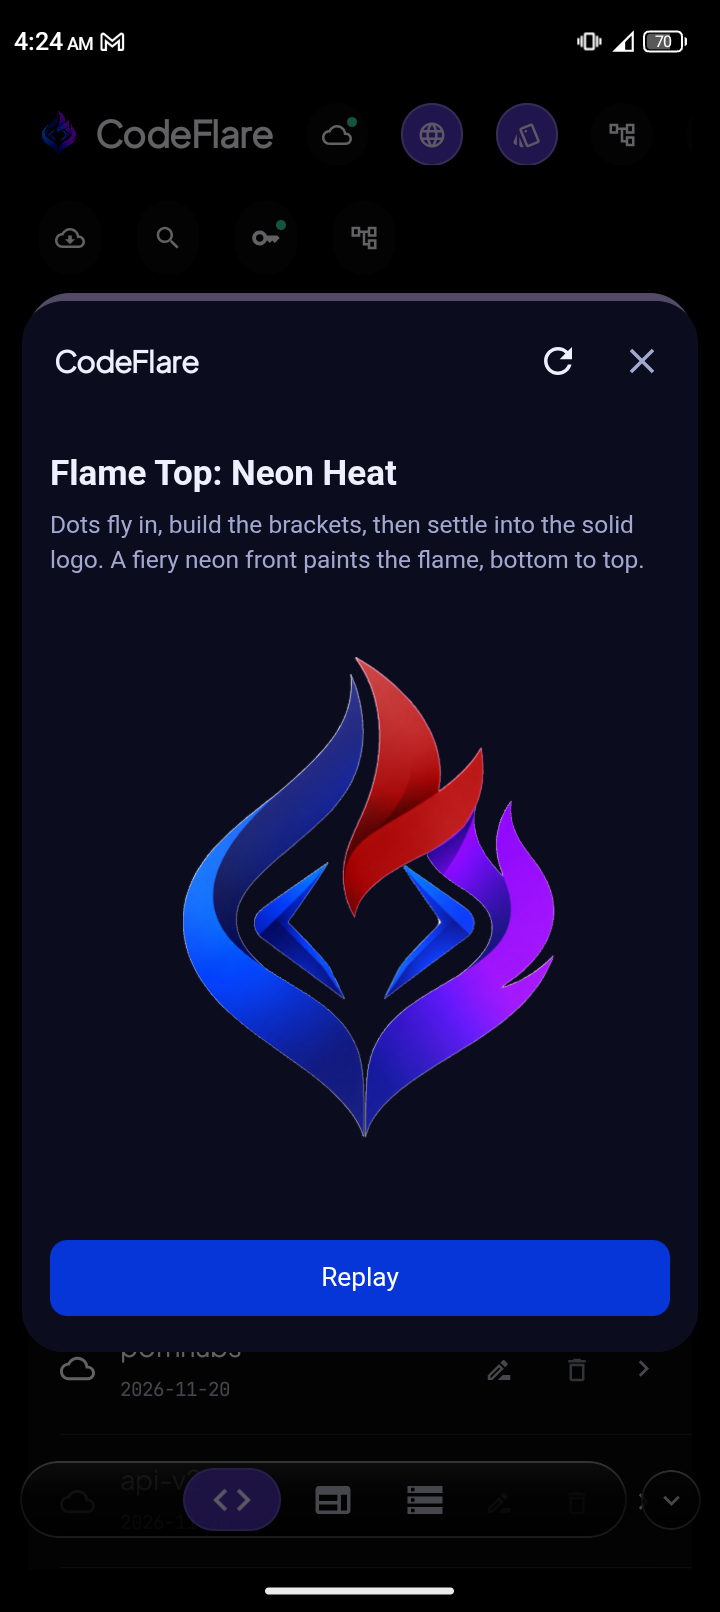 4:24 AM
70
CodeFlare
CodeFlare
Flame Top: Neon Heat
Dots fly in, build the brackets, then settle into the solid
logo. A fiery neon front paints the flame, bottom to top.
Replay
2026-11-20